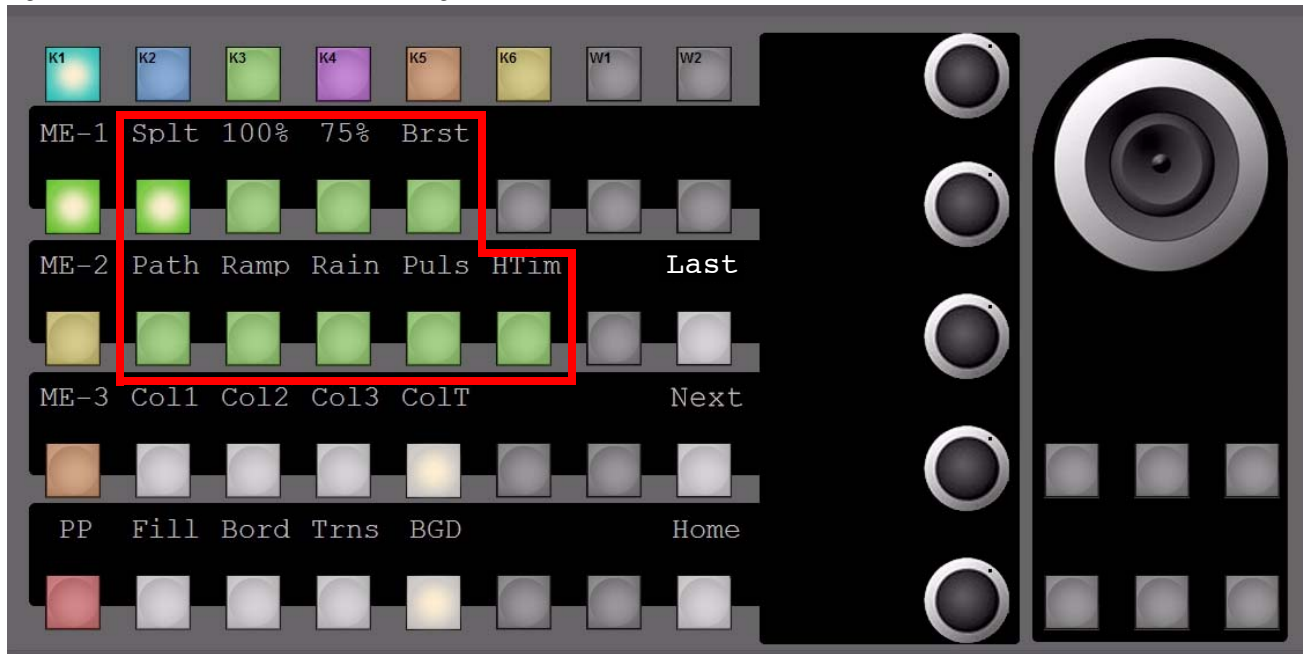 K1 K2 K3 K4 K5 K6 W1 W2
ME-1 Splt 100% 75% Brst
ME-2 Path Ramp Rain Puls HTim Last
ME-3 Col1 Col2 Col3 ColT Next
PP Fill Bord Trns BGD Home